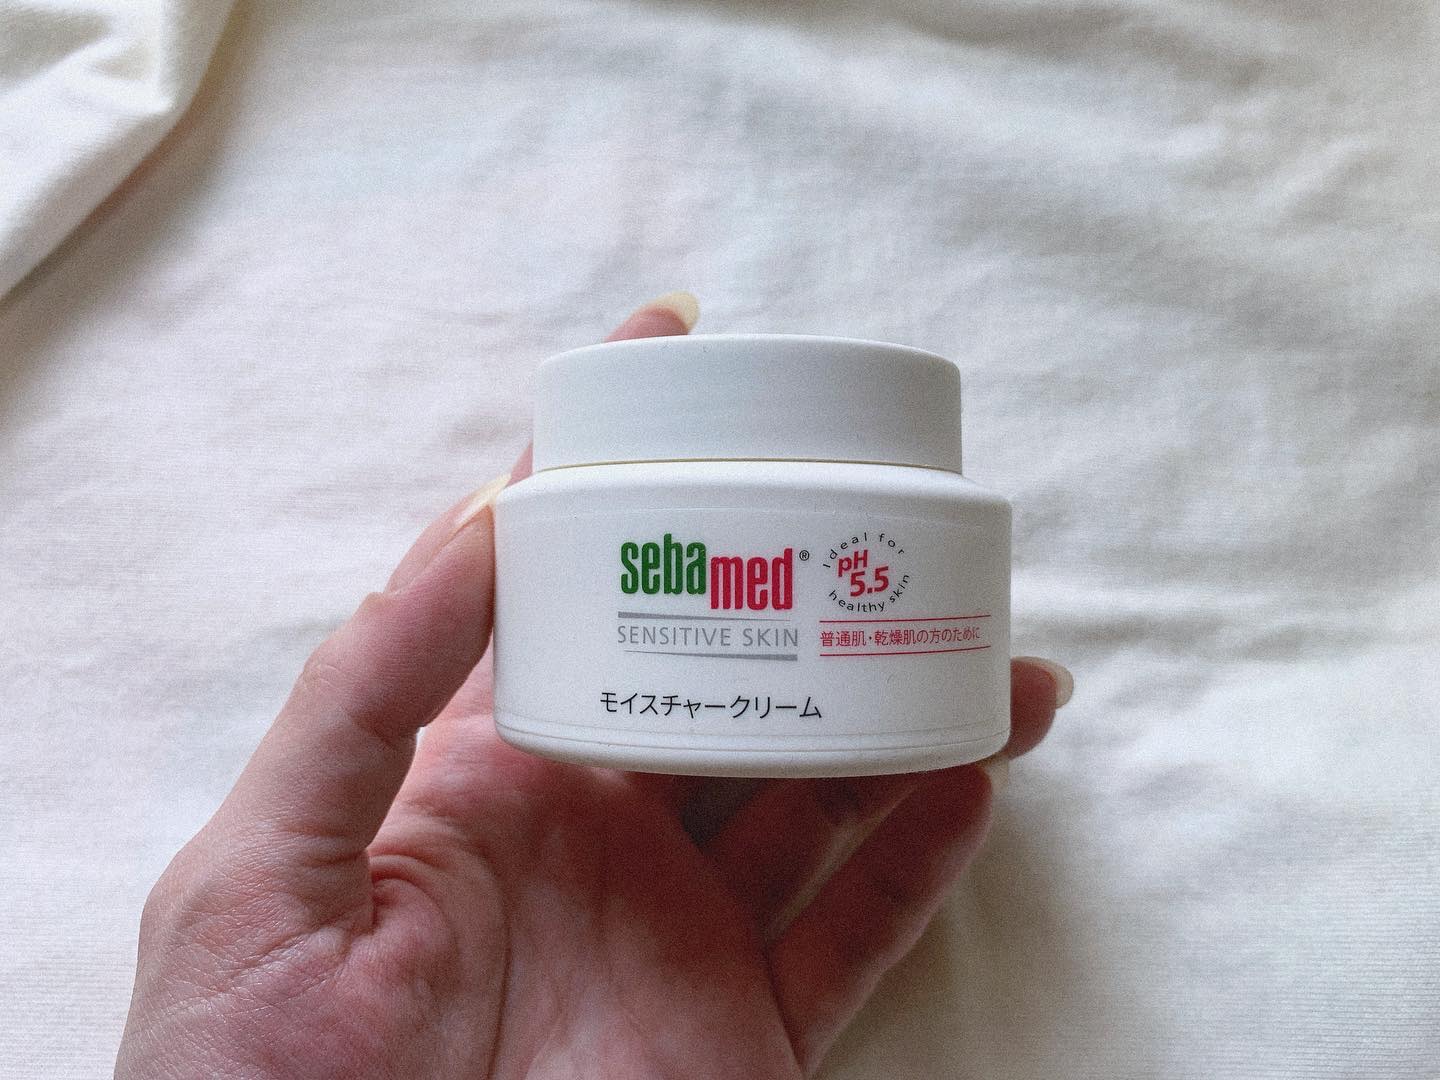 sebamed®
SENSITIVE SKIN
ideal for
pH
5.5
healthy skin
普通肌・乾燥肌の方のために
モイスチャークリーム